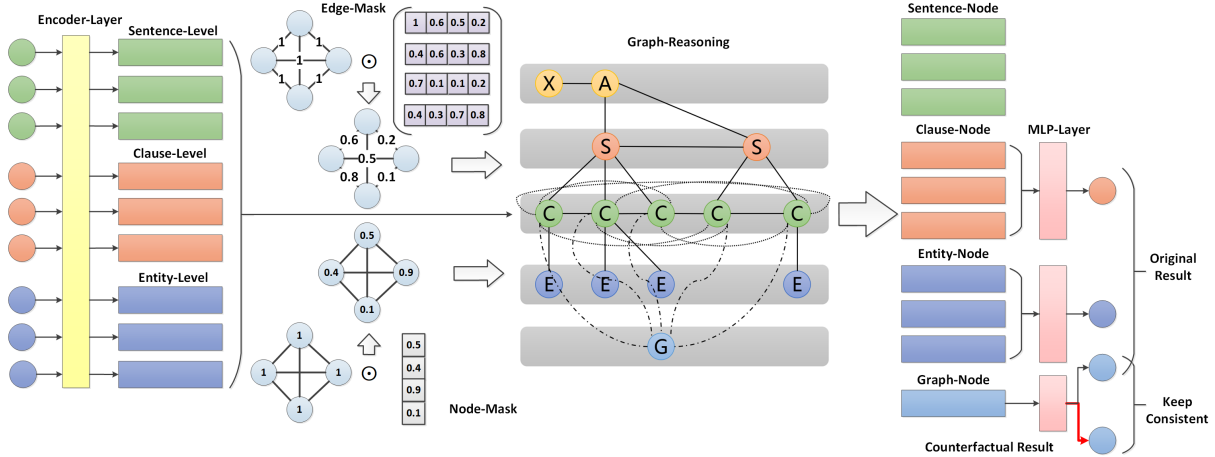 Encoder-Layer
Sentence-Level
Clause-Level
Entity-Level
Edge-Mask
1 1
1
1 1
1 0.6 0.5 0.2
0.4 0.6 0.3 0.8
0.7 0.1 0.1 0.2
0.4 0.3 0.7 0.8
0.6 0.2
0.5
0.8 0.1
0.5
0.4 0.9
0.1
1
1 1
1
0.5
0.4
0.9
0.1
Node-Mask
Graph-Reasoning
X A
S S
C C C C C
E E E E
G
Sentence-Node
Clause-Node
MLP-Layer
Entity-Node
Graph-Node
Counterfactual Result
Original
Result
Keep
Consistent